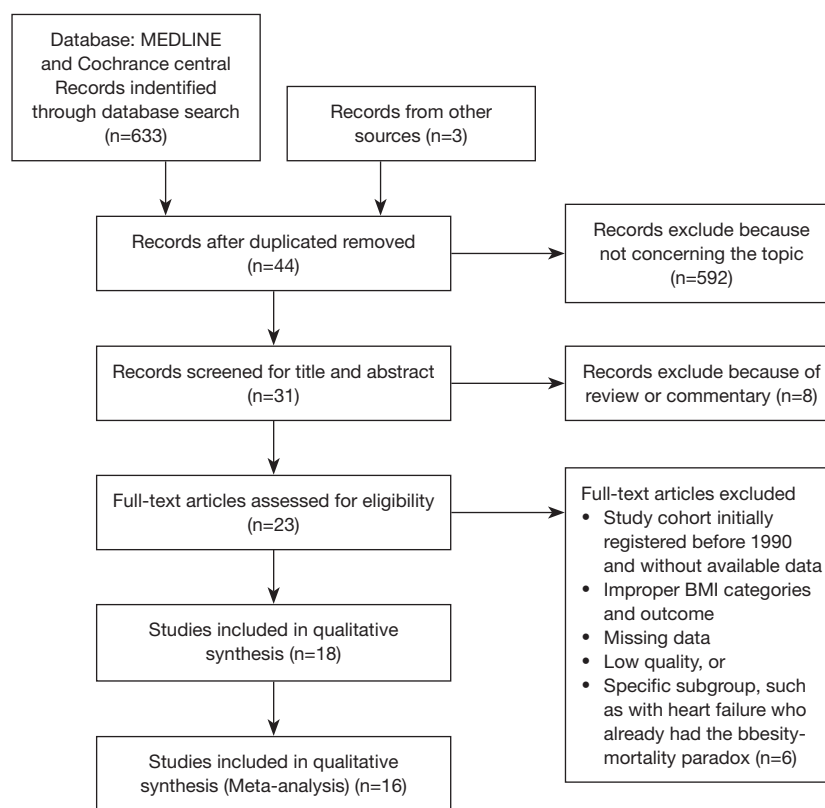 Database: MEDLINE
and Cochrance central
Records indentified
through database search
(n=633)
Records from other
sources (n=3)
Records after duplicated removed
(n=44)
Records exclude because
not concerning the topic
(n=592)
Records screened for title and abstract
(n=31)
Records exclude because of
review or commentary (n=8)
Full-text articles assessed for eligibility
(n=23)
Full-text articles excluded
• Study cohort initially
registered before 1990
and without available data
• Improper BMI categories
and outcome
• Missing data
• Low quality, or
• Specific subgroup, such
as with heart failure who
already had the bbesity-
mortality paradox (n=6)
Studies included in qualitative
synthesis (n=18)
Studies included in qualitative
synthesis (Meta-analysis) (n=16)